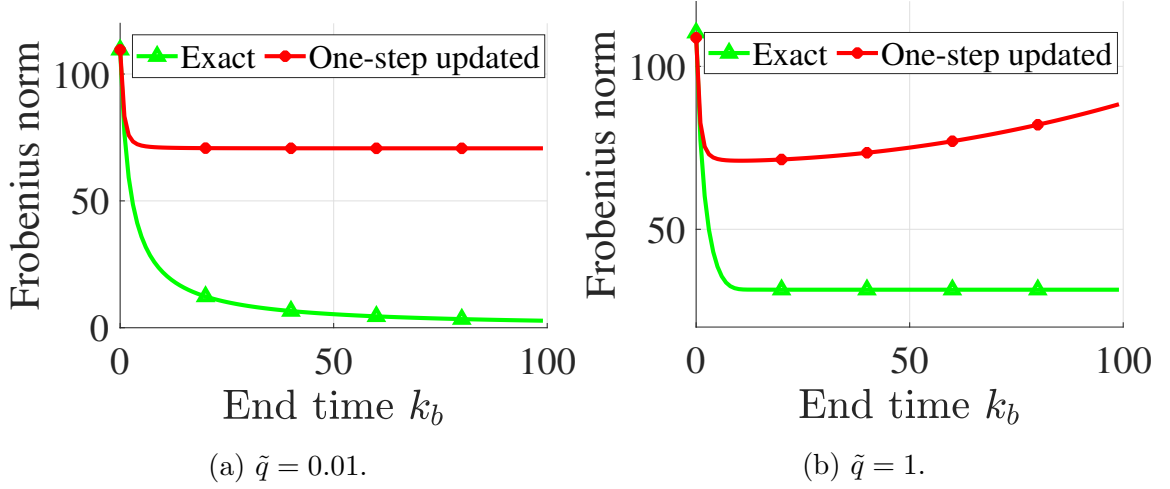 Exact One-step updated
100
50
0
0 50 100
Frobenius norm
End time k_b
(a) q̃ = 0.01.
Exact One-step updated
100
50
0 50 100
Frobenius norm
End time k_b
(b) q̃ = 1.